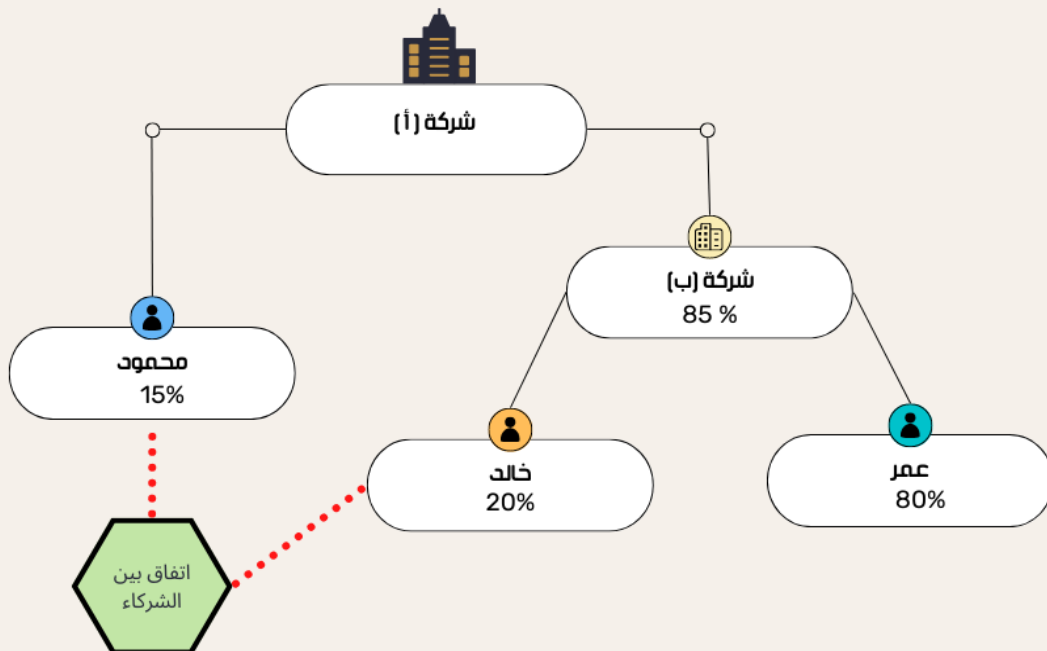 شركة (أ)
شركة (ب)
85 %
محمود
15%
خالد
20%
عمر
80%
اتفاق بين
الشركاء